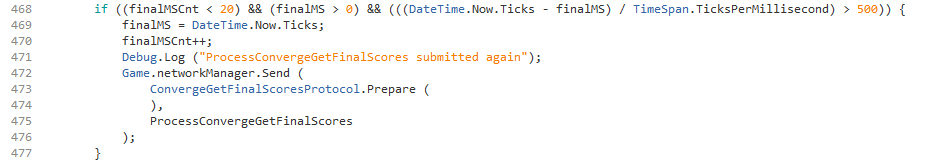 468 if ((finalMSCnt < 20) && (finalMS > 0) && (((DateTime.Now.Ticks - finalMS) / TimeSpan.TicksPerMillisecond) > 500)) {
469 finalMS = DateTime.Now.Ticks;
470 finalMSCnt++;
471 Debug.Log ("ProcessConvergeGetFinalScores submitted again");
472 Game.networkManager.Send (
473 ConvergeGetFinalScoresProtocol.Prepare (
474 ),
475 ProcessConvergeGetFinalScores
476 );
477 }